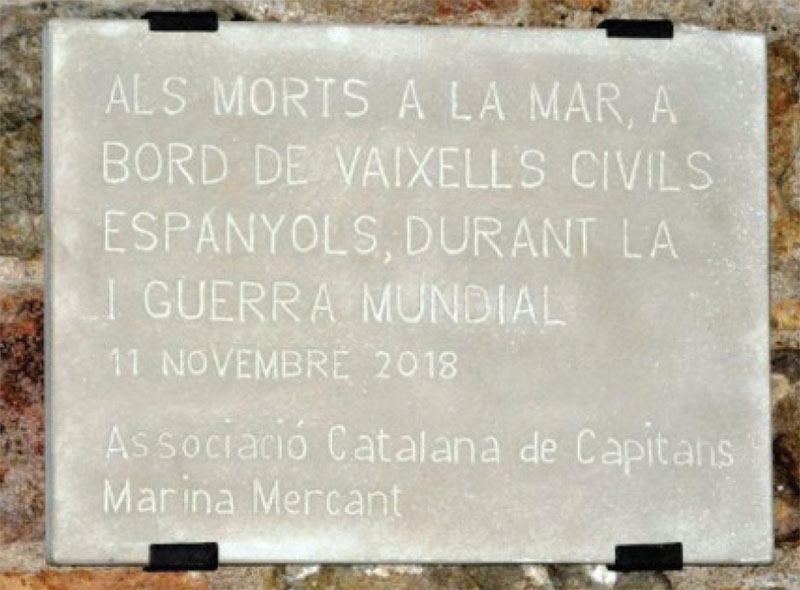 ALS MORTS A LA MAR, A
BORD DE VAIXELLS CIVILS
ESPANYOLS, DURANT LA
I GUERRA MUNDIAL
11 NOVEMBRE 2018
Associació Catalana de Capitans
Marina Mercant